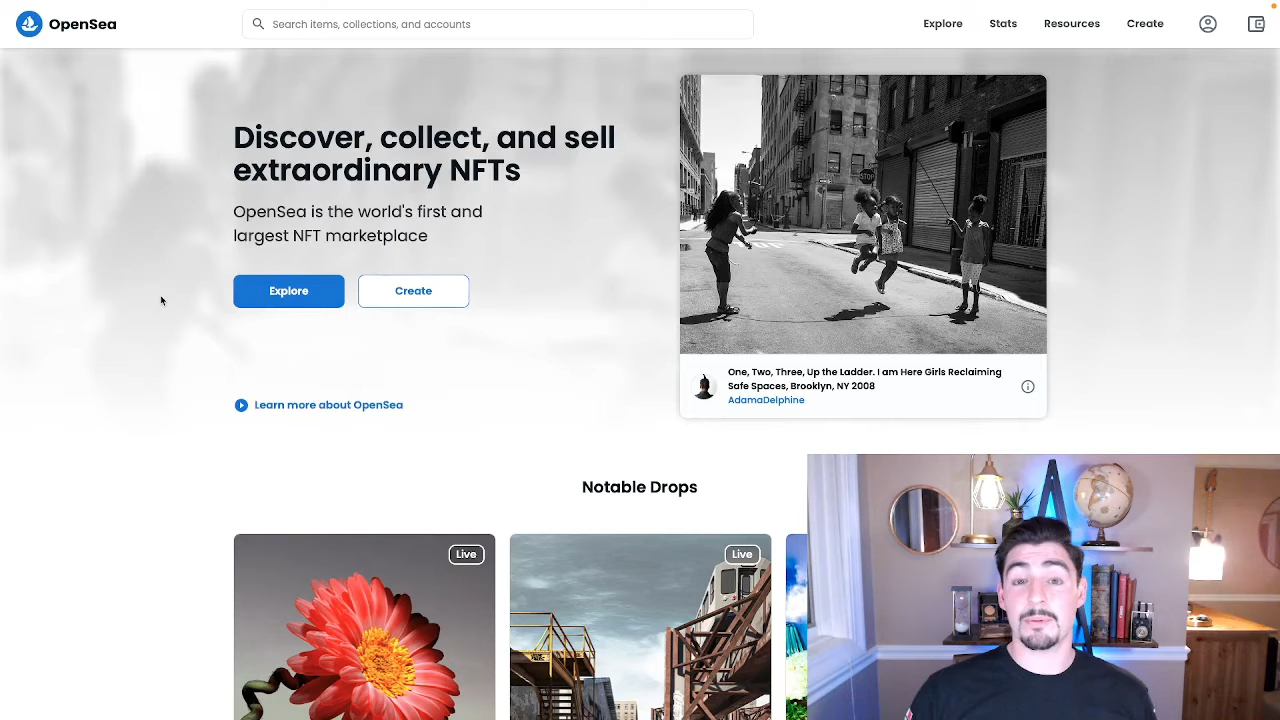 OpenSea
Search items, collections, and accounts
Explore
Stats
Resources
Create
Discover, collect, and sell
extraordinary NFTs
OpenSea is the world's first and
largest NFT marketplace
Explore
Create
Learn more about OpenSea
STOP
One, Two, Three, Up the Ladder. I am Here Girls Reclaiming
Safe Spaces, Brooklyn, NY 2008
AdamaDelphine
Notable Drops
Live
Live